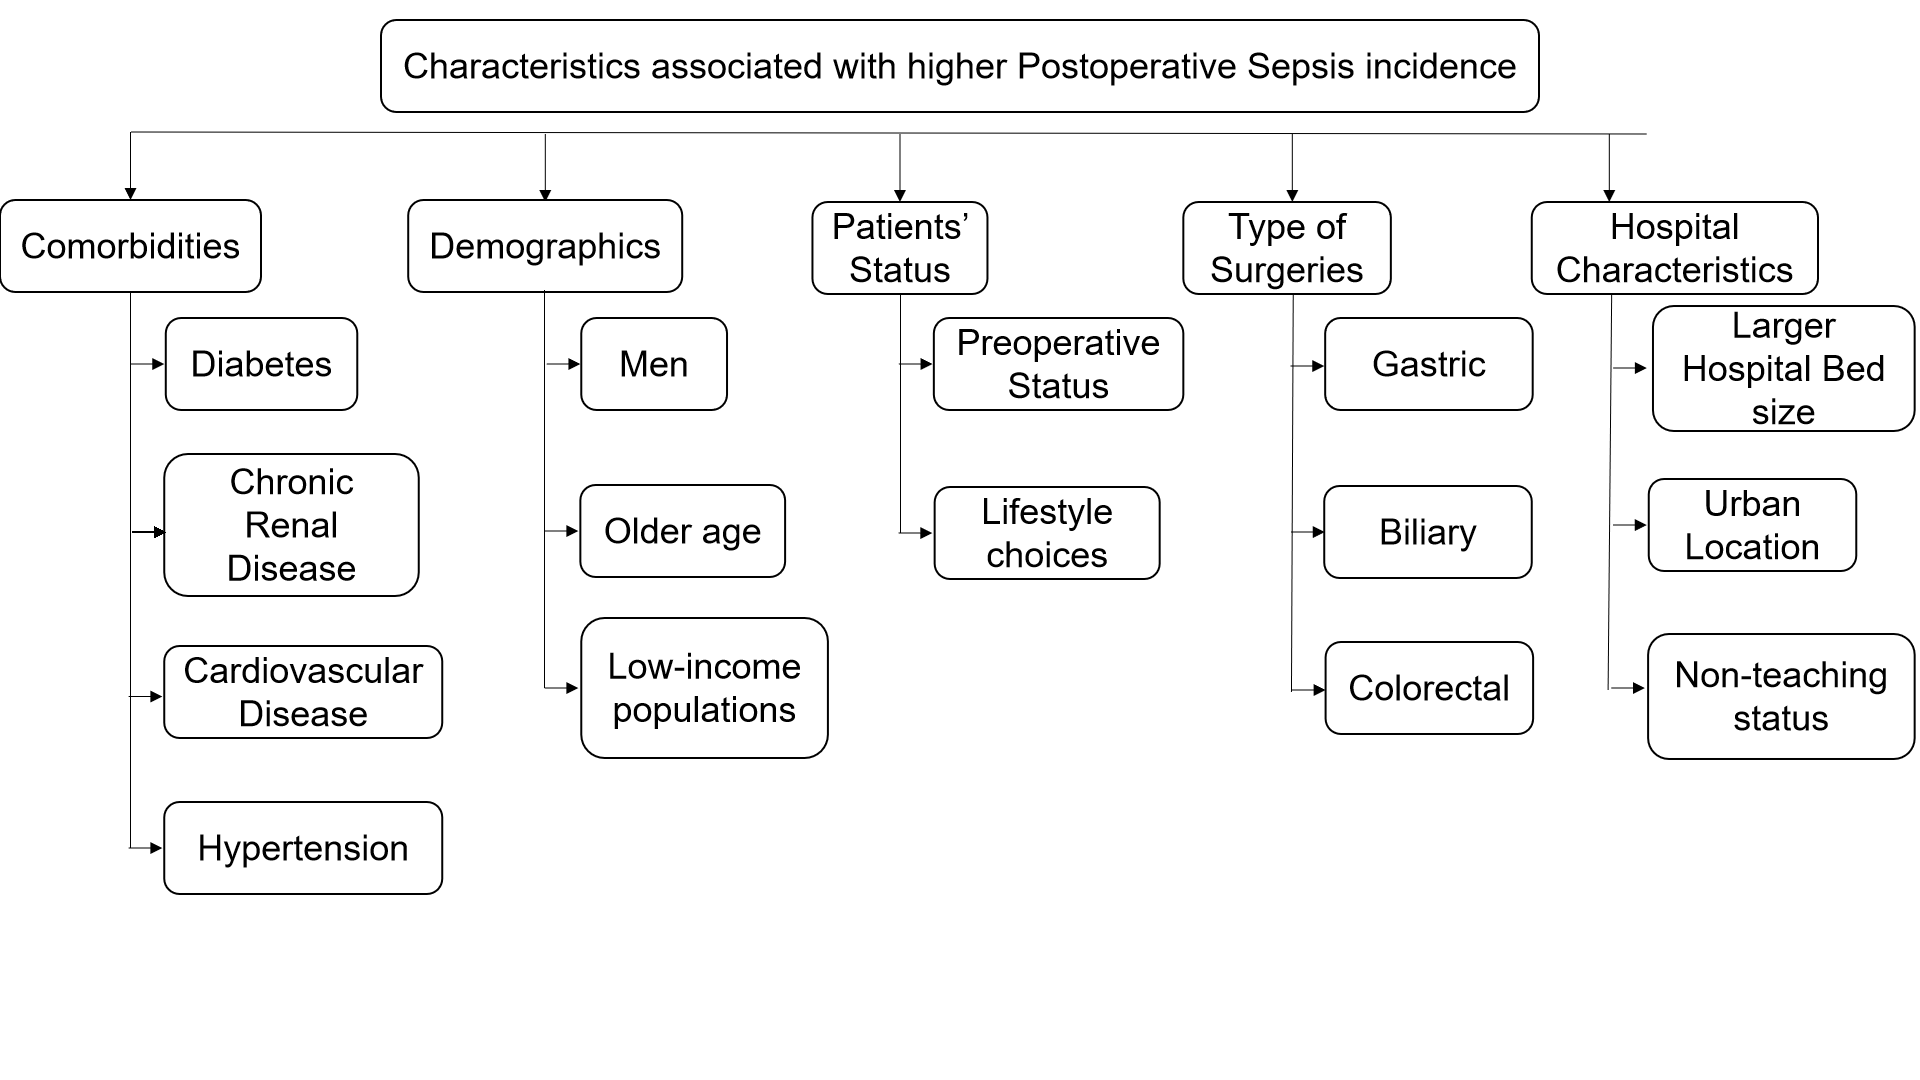 Characteristics associated with higher Postoperative Sepsis incidence
Comorbidities
Diabetes
Chronic
Renal
Disease
Cardiovascular
Disease
Hypertension
Demographics
Men
Older age
Low-income
populations
Patients’
Status
Preoperative
Status
Lifestyle
choices
Type of
Surgeries
Gastric
Biliary
Colorectal
Hospital
Characteristics
Larger
Hospital Bed
size
Urban
Location
Non-teaching
status